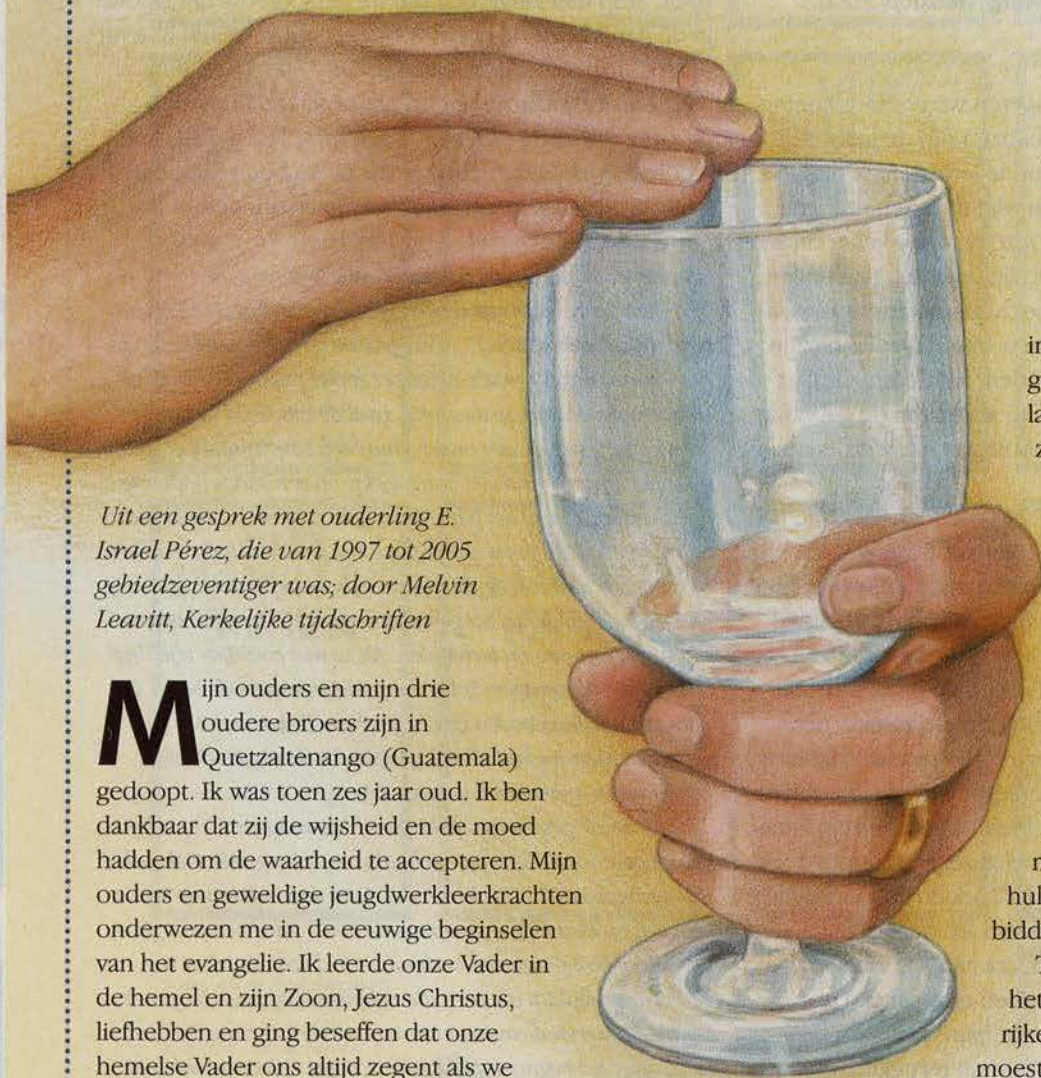 Uit een gesprek met ouderling E.
Israel Pérez, die van 1997 tot 2005
gebiedzeventiger was; door Melvin
Leavitt, Kerkelijke tijdschriften
Mijn ouders en mijn drie
oudere broers zijn in
Quetzaltenango (Guatemala)
gedoopt. Ik was toen zes jaar oud. Ik ben
dankbaar dat zij de wijsheid en de moed
hadden om de waarheid te accepteren. Mijn
ouders en geweldige jeugdwerkleerkrachten
onderwezen me in de eeuwige beginselen
van het evangelie. Ik leerde onze Vader in
de hemel en zijn Zoon, Jezus Christus,
liefhebben en ging beseffen dat onze
hemelse Vader ons altijd zegent als we
bidd
het
rijke
moest